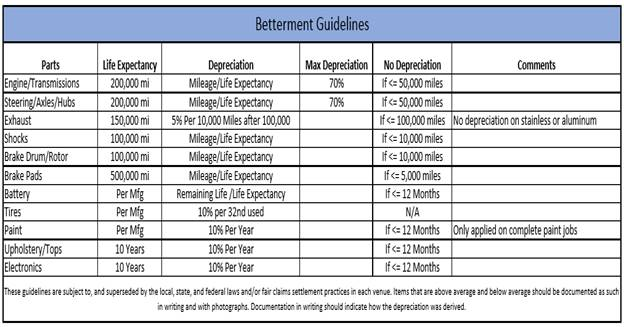 Betterment Guidelines
Parts Life Expectancy Depreciation Max Depreciation No Depreciation Comments
Engine/Transmissions 200,000 mi Mileage/Life Expectancy 70% If <= 50,000 miles
Steering/Axles/Hubs 200,000 mi Mileage/Life Expectancy 70% If <= 50,000 miles
Exhaust 150,000 mi 5% Per 10,000 Miles after 100,000 If <= 100,000 miles No depreciation on stainless or aluminum
Shocks 100,000 mi Mileage/Life Expectancy If <= 10,000 miles
Brake Drum/Rotor 100,000 mi Mileage/Life Expectancy If <= 10,000 miles
Brake Pads 500,000 mi Mileage/Life Expectancy If <= 5,000 miles
Battery Per Mfg Remaining Life /Life Expectancy If <= 12 Months
Tires Per Mfg 10% per 32nd used N/A
Paint Per Mfg 10% Per Year If <= 12 Months Only applied on complete paint jobs
Upholstery/Tops 10 Years 10% Per Year If <= 12 Months
Electronics 10 Years 10% Per Year If <= 12 Months
These guidelines are subject to, and superseded by the local, state, and federal laws and/or fair claims settlement practices in each venue. Items that are above average and below average should be documented as such
in writing and with photographs. Documentation in writing should indicate how the depreciation was derived.